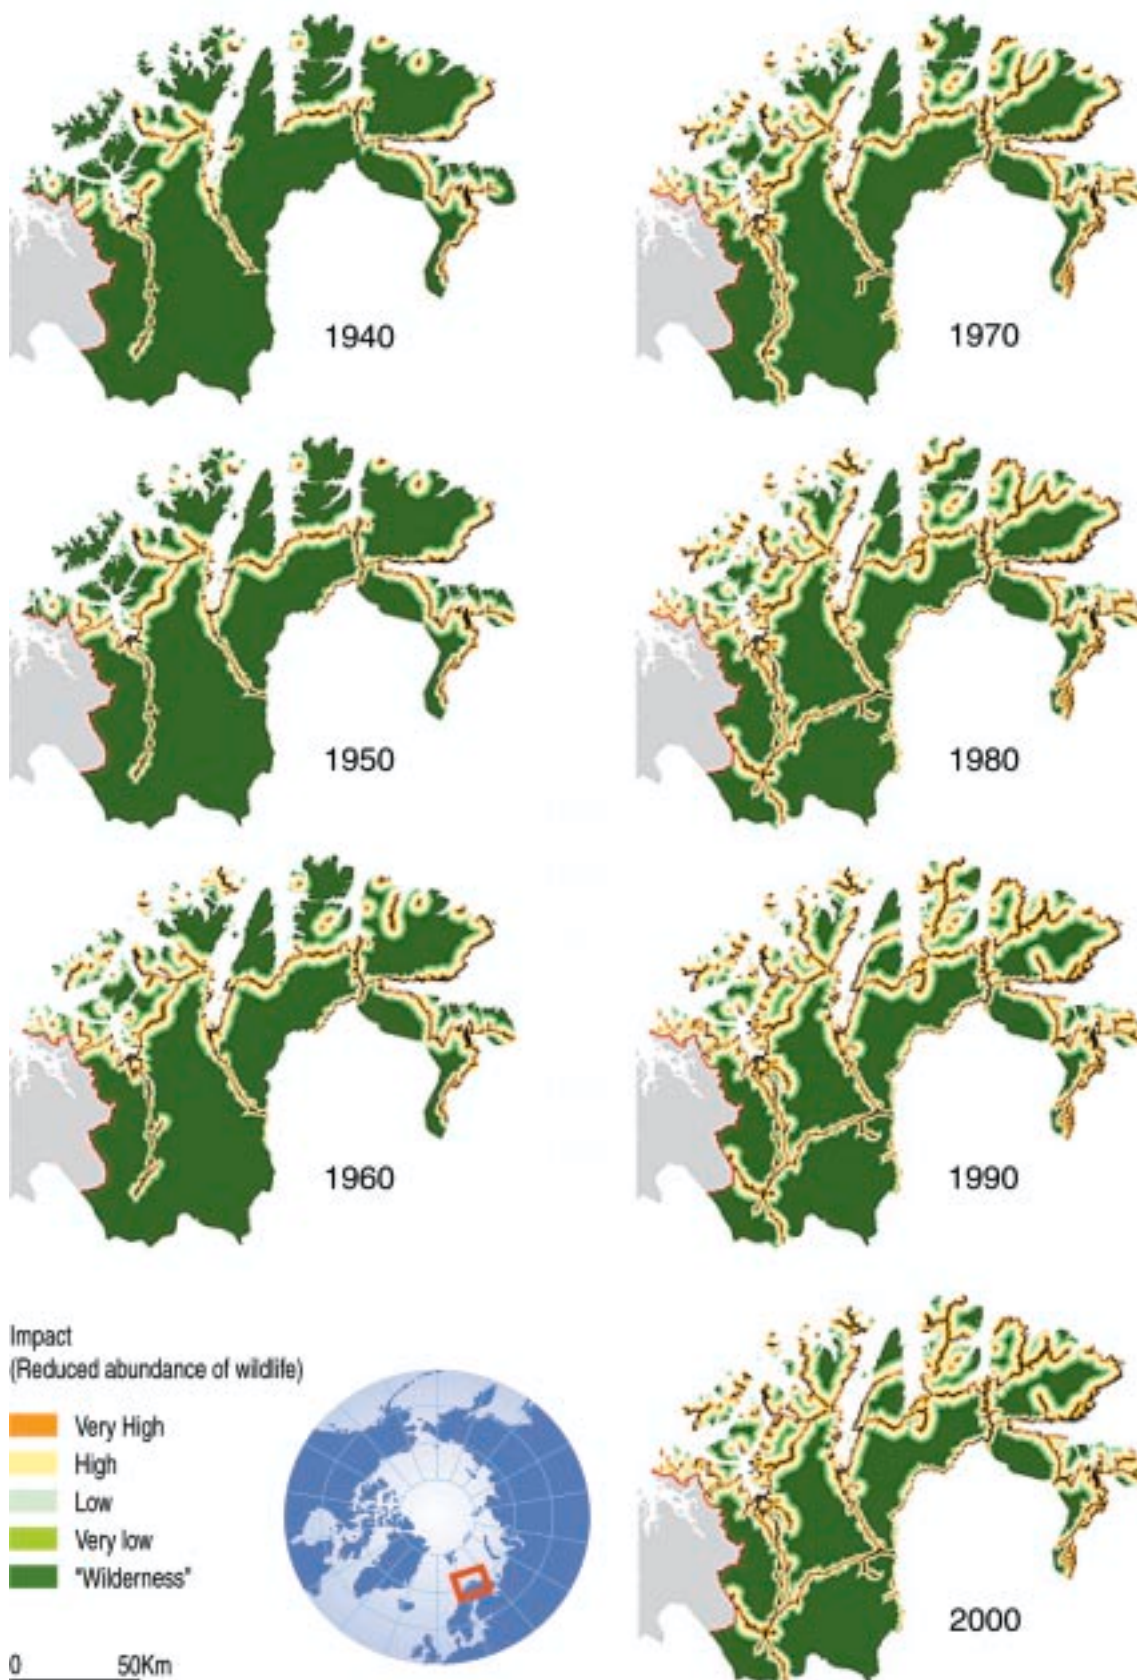 1940
1970
1950
1980
1960
1990
Impact
(Reduced abundance of wildlife)
Very High
High
Low
Very low
"Wilderness"
0 50Km
2000